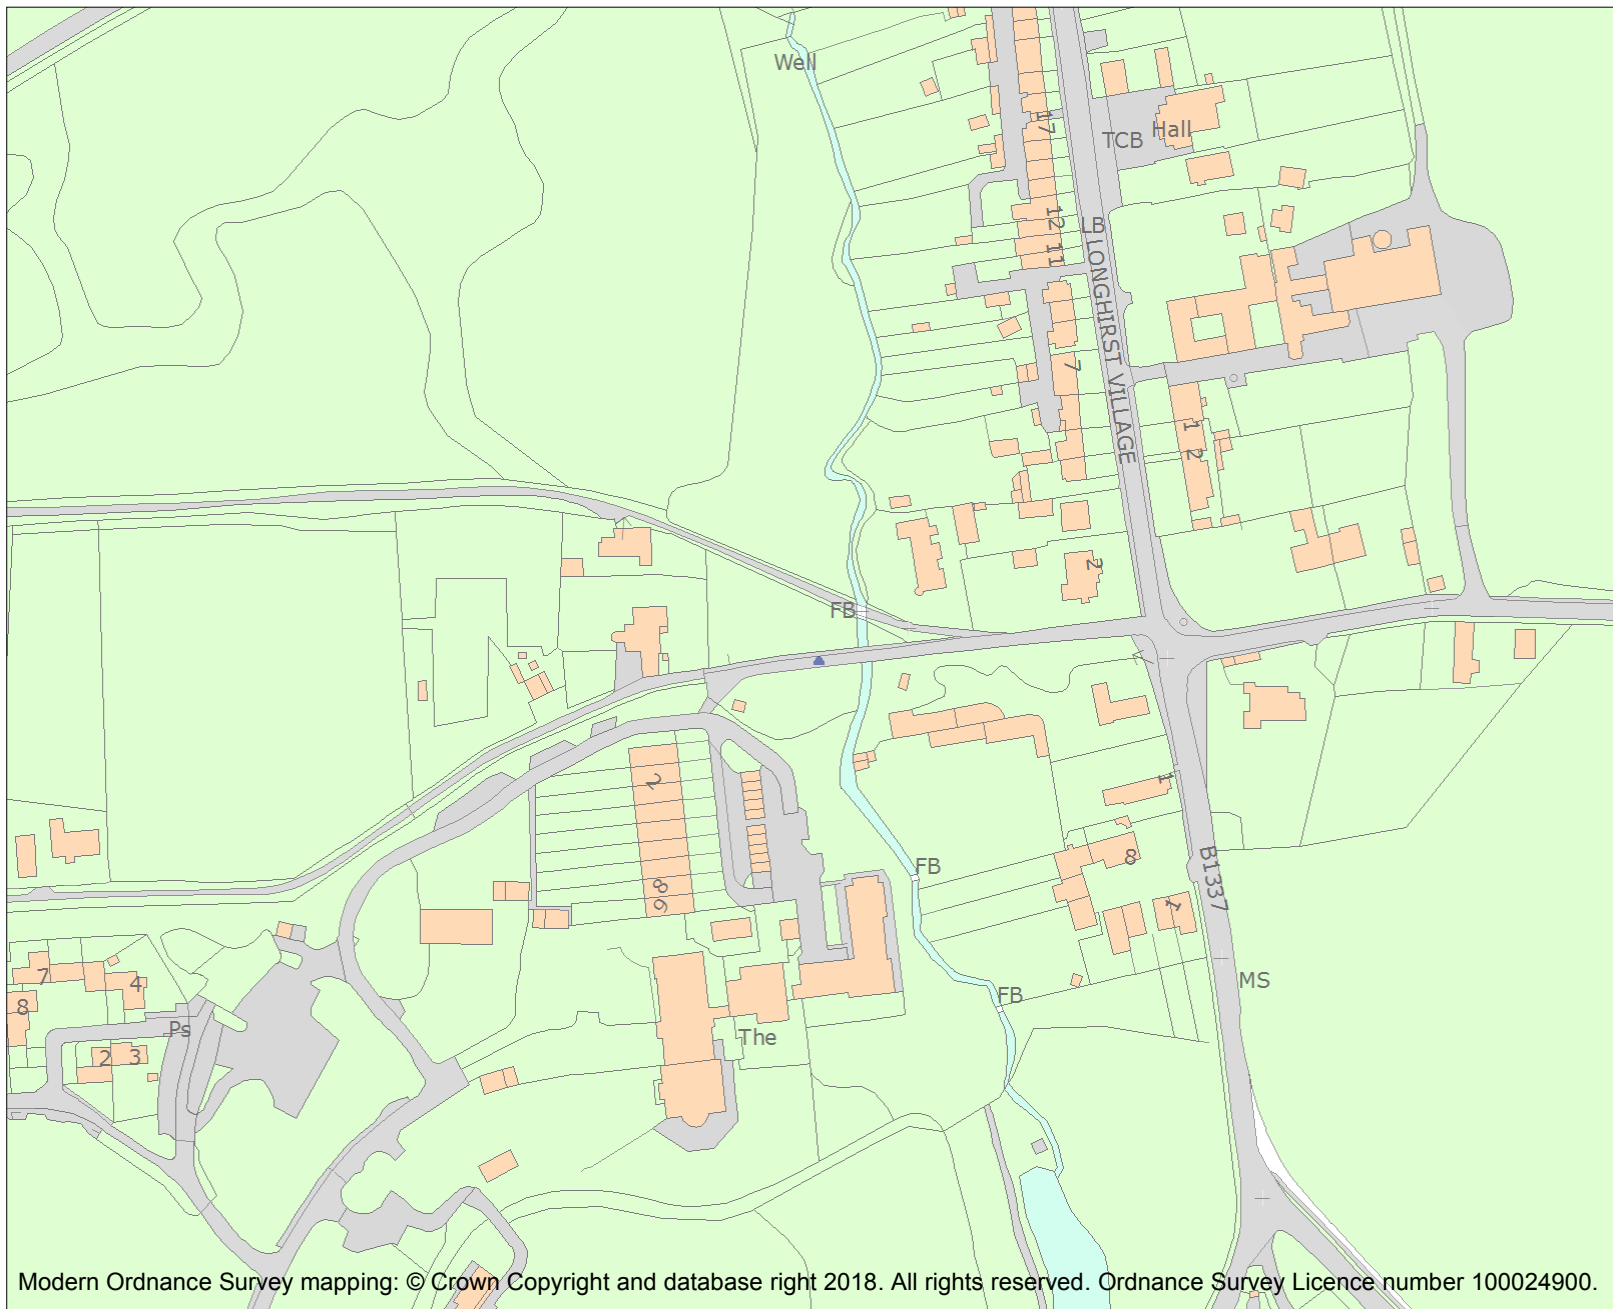 Well
17
TCB
Hall
12
LB
11
LONGHIRST VILLAGE
7
1
2
2
FB
2
1
8
FB
8
9
B1337
1
7
4
FB
MS
8
Ps
The
2
3
Modern Ordnance Survey mapping: © Crown Copyright and database right 2018. All rights reserved. Ordnance Survey Licence number 100024900.